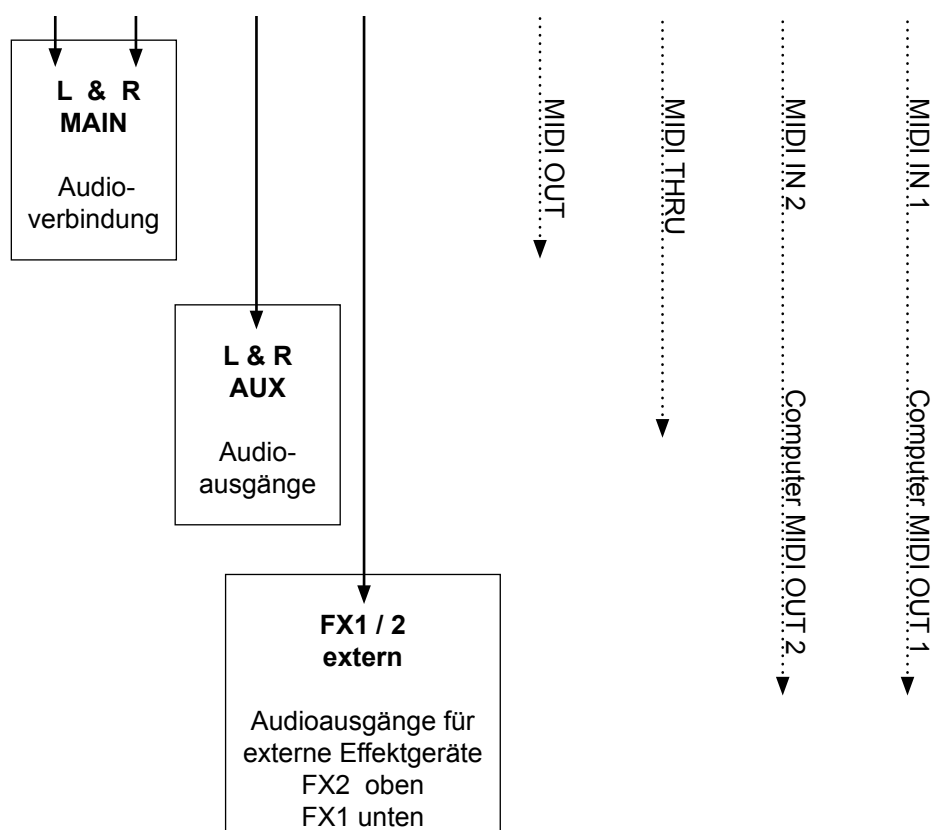 L & R
MAIN
Audio-
verbindung
L & R
AUX
Audio-
ausgänge
FX1 / 2
extern
Audioausgänge für
externe Effektgeräte
FX2 oben
FX1 unten
MIDI OUT
MIDI THRU
MIDI IN 2
Computer MIDI OUT 2
MIDI IN 1
Computer MIDI OUT 1